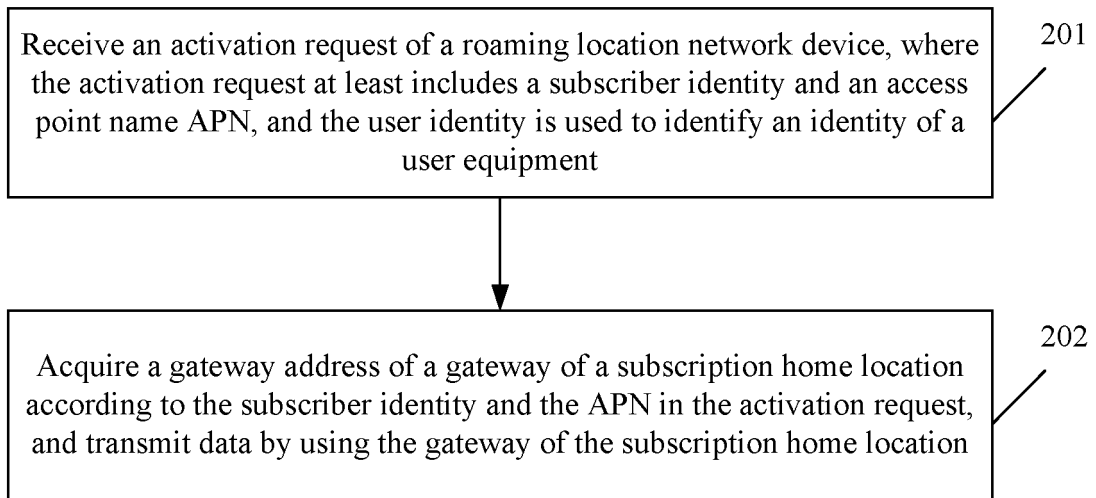 Receive an activation request of a roaming location network device, where
the activation request at least includes a subscriber identity and an access
point name APN, and the user identity is used to identify an identity of a
user equipment
201
Acquire a gateway address of a gateway of a subscription home location
according to the subscriber identity and the APN in the activation request,
and transmit data by using the gateway of the subscription home location
202